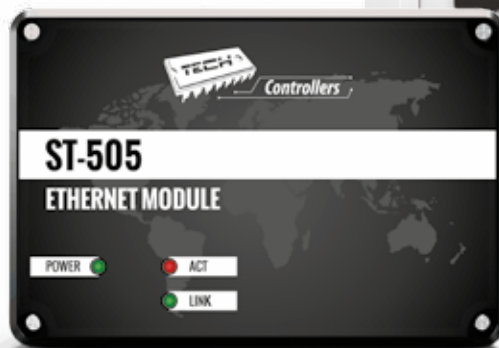 TECH
Controllers
ST-505
ETHERNET MODULE
POWER
ACT
LINK